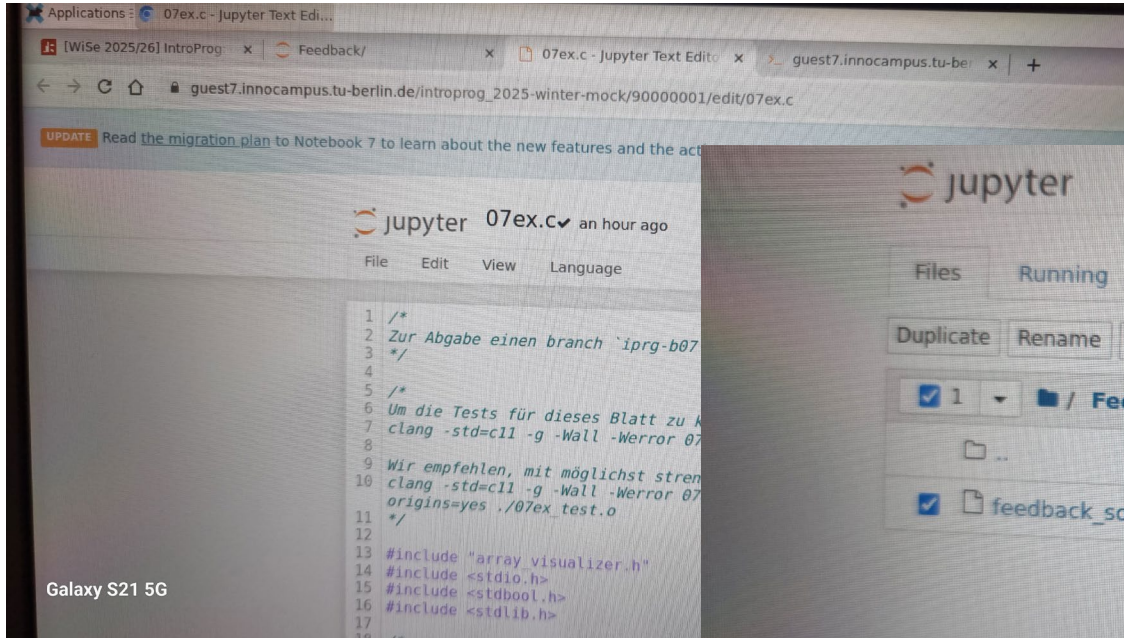 Applications
07ex.c - Jupyter Text Edi...
[WiSe 2025/26] IntroProg
Feedback/
07ex.c - Jupyter Text Edito
guest7.innocampus.tu-be
guest7.innocampus.tu-berlin.de/introprog_2025-winter-mock/90000001/edit/07ex.c
UPDATE Read the migration plan to Notebook 7 to learn about the new features and the act
jupyter 07ex.c an hour ago
File Edit View Language
1 /*
2 Zur Abgabe einen branch `iprg-b07
3 */
4
5 /*
6 Um die Tests für dieses Blatt zu k
7 clang -std=c11 -g -Wall -Werror 07
8
9 Wir empfehlen, mit möglichst stren
10 clang -std=c11 -g -Wall -Werror 07
origins=yes ./07ex_test.o
11 */
12
13 #include "array_visualizer.h"
14 #include <stdio.h>
15 #include <stdbool.h>
16 #include <stdlib.h>
17
jupyter
Files Running
Duplicate Rename
1 / Fee
..
feedback_sc
Galaxy S21 5G